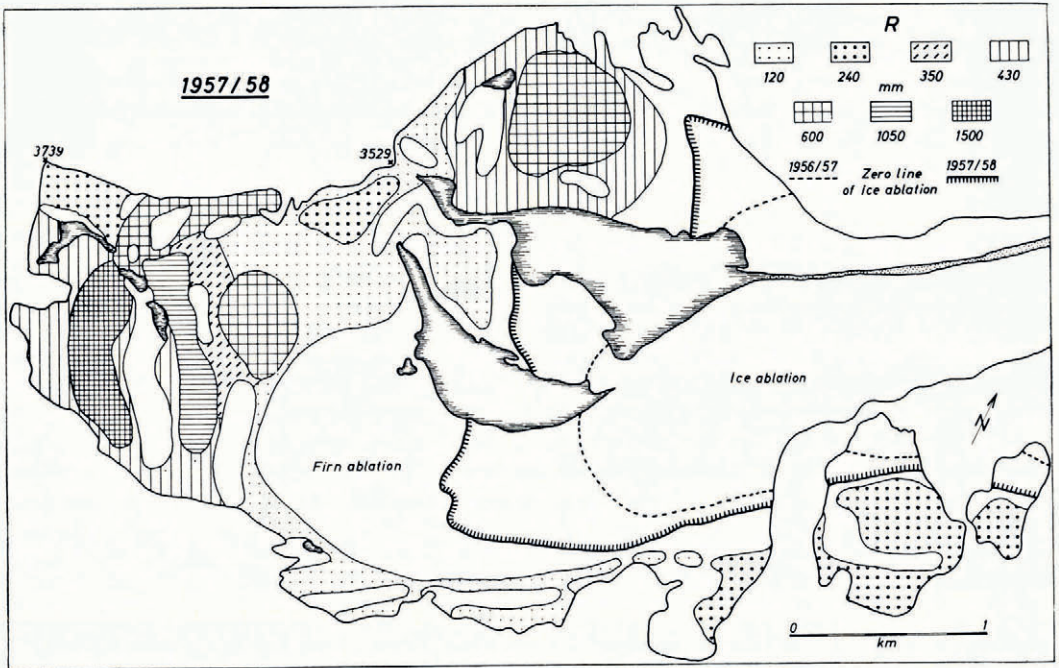 1957/58
R
120 240 350 430
mm
600 1050 1500
1956/57 Zero line 1957/58
of Ice ablation
3739
3529
Ice ablation
Firn ablation
N
0 1
km